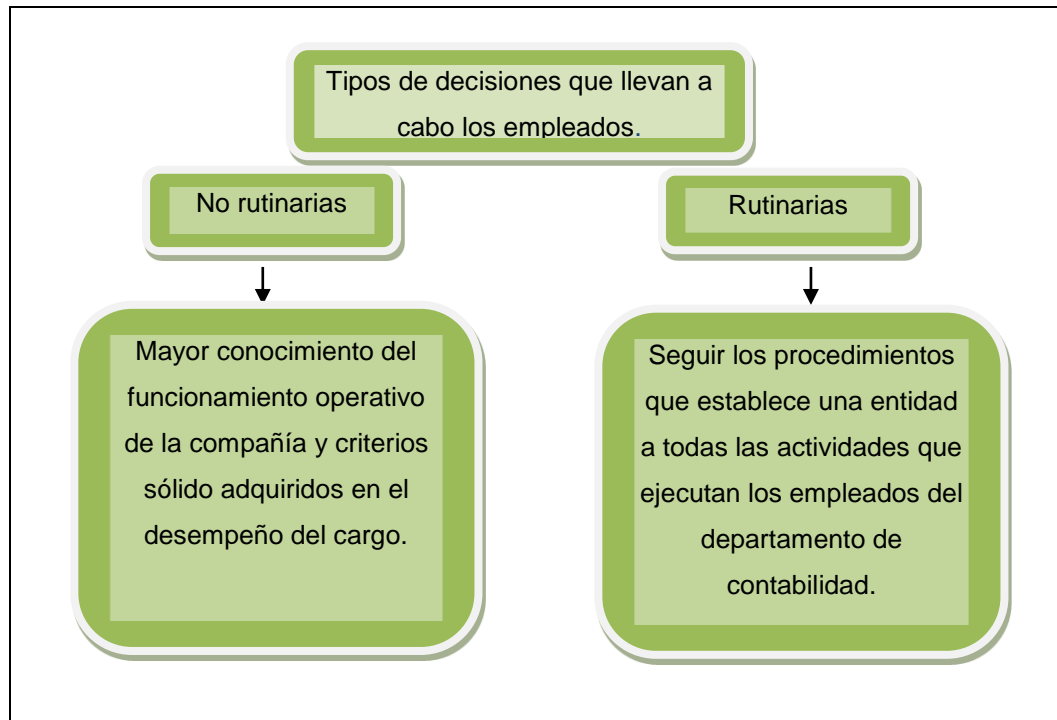 Tipos de decisiones que llevan a
cabo los empleados.
No rutinarias
Rutinarias
Mayor conocimiento del
funcionamiento operativo
de la compañía y criterios
sólido adquiridos en el
desempeño del cargo.
Seguir los procedimientos
que establece una entidad
a todas las actividades que
ejecutan los empleados del
departamento de
contabilidad.